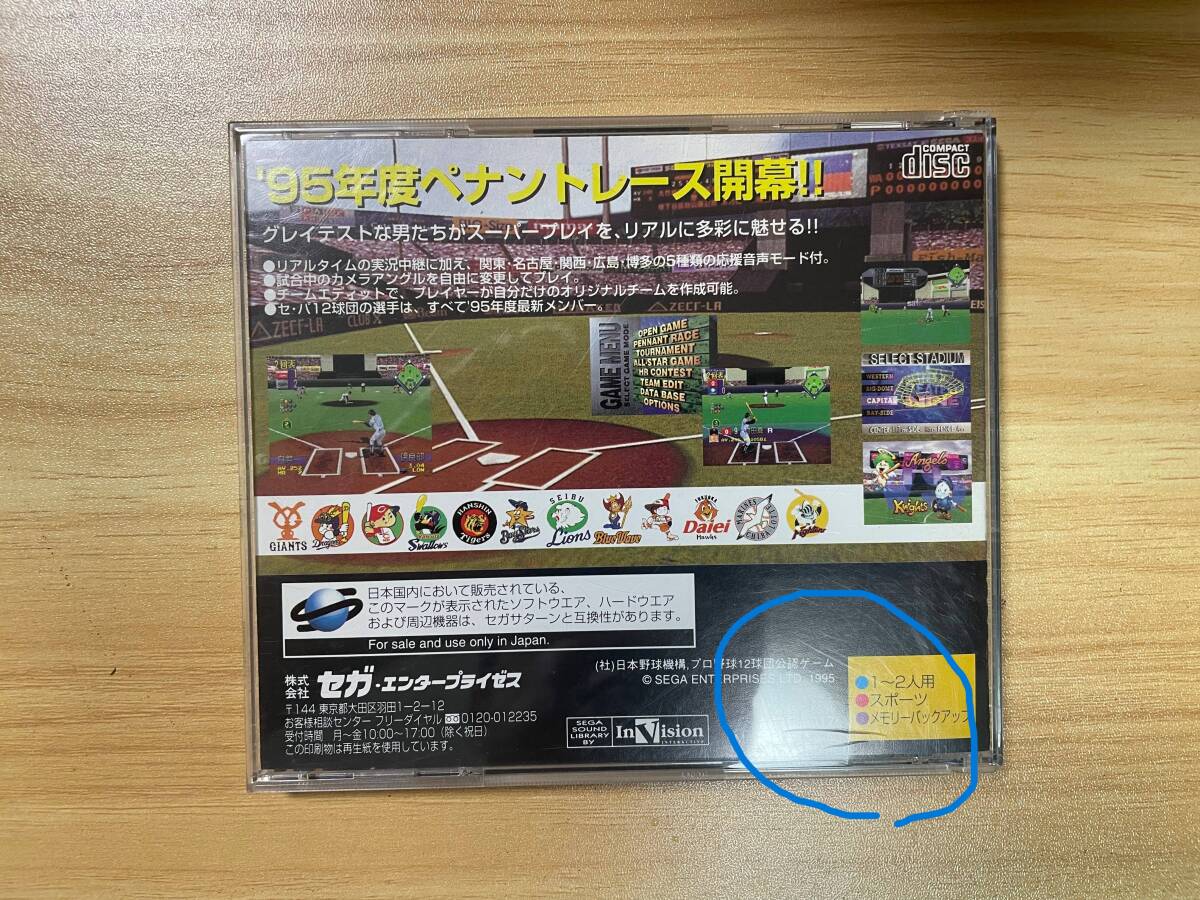 COMPACT
disc
'95年度ペナントレース開幕!!
グレイテストな男たちがスーパープレイを、リアルに多彩に魅せる!!
●リアルタイムの実況中継に加え、関東・名古屋・関西・広島・博多の5種類の応援音声モード付。
●試合中のカメラアングルを自由に変更してプレイ。
●チームエディットで、プレイヤーが自分だけのオリジナルチームを作成可能。
●セ・パ12球団の選手は、すべて'95年度最新メンバー。
GAME MENU
SELECT GAME MODE
OPEN GAME
PENNANT RACE
TOURNAMENT
ALL-STAR GAME
HR CONTEST
TEAM EDIT
DATA BASE
OPTIONS
SELECT STADIUM
WESTERN
BIG-DOME
CAPITAL
BAY-SIDE
Angels
Knights
GIANTS
Dragons
Swallows
HANSHIN
Tigers
BayStars
SEIBU
Lions
BlueWave
FUKUOKA
Daiei
Hawks
MARINES
CHIBA LOTTE
Fighters
日本国内において販売されている、
このマークが表示されたソフトウエア、ハードウエア
および周辺機器は、セガサターンと互換性があります。
For sale and use only in Japan.
(社)日本野球機構,プロ野球12球団公認ゲーム
© SEGA ENTERPRISES LTD. 1995
株式会社 セガ・エンタープライゼス
〒144 東京都大田区羽田1−2−12
お客様相談センター フリーダイヤル 0120-012235
受付時間 月〜金10:00〜17:00(除く祝日)
この印刷物は再生紙を使用しています。
SEGA
SOUND
LIBRARY
BY
InVision
INTERACTIVE
●1〜2人用
●スポーツ
●メモリーバックアップ